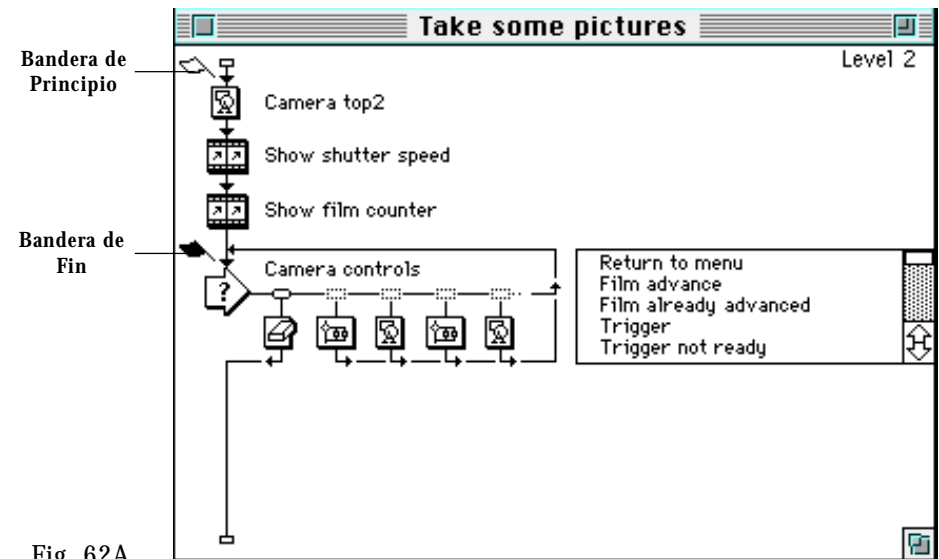 Take some pictures
Level 2
Bandera de
Principio
Camera top2
Show shutter speed
Show film counter
Bandera de
Fin
Camera controls
?
Return to menu
Film advance
Film already advanced
Trigger
Trigger not ready
Fig. 62A